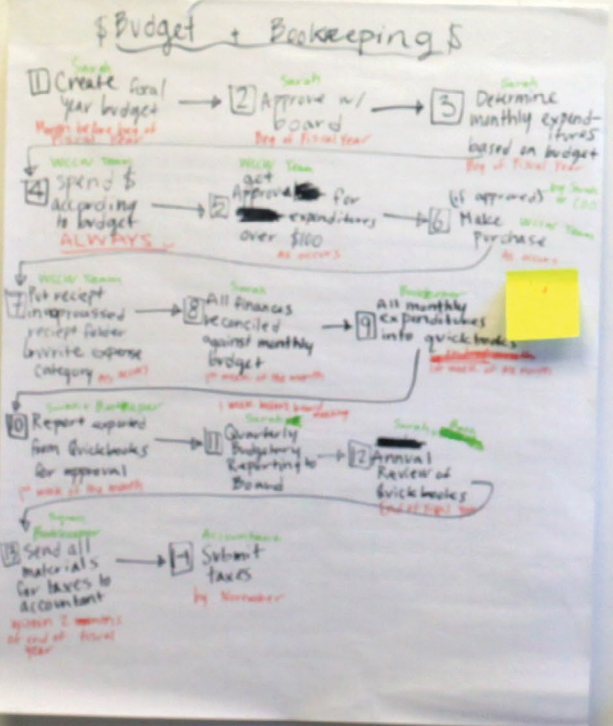 $ Budget + Bookeeping $
Sarah Sarah Sarah
1 Create fiscal
year budget
before beg of
fiscal year
2 Approve w/
board
Beg of Fiscal Year
3 Determine
monthly expend-
itures
based on budget
Beg of Fiscal Year
WCCW Team
4 Spend $
according
to budget
ALWAYS
WCCW Team
5 get
Approval for
expenditures
over $100
as occurs
(if approved) by Sarah
or
6 Make WCCW Team
purchase
as occurs
WCCW Team
7 Put reciept
in
reciept folder
& write expense
category as occurs
Sarah
8 All finances
reconciled
against monthly
budget
1st week of the month
Bookkeeper
9 All monthly
expenditures
into quickbooks
1st week of the month
Bookkeeper
10 Report exported
from Quickbooks
for approval
1st week of the month
1 week before board meeting
Sarah
11 Quarterly
Budgetary
Reporting to
Board
Sarah
12 Annual
Review of
Quickbooks
End of fiscal year
Bookkeeper
13 Send all
materials
for taxes to
accountant
Within 2 months
of end of fiscal
year
Accountant
14 Submit
taxes
by November